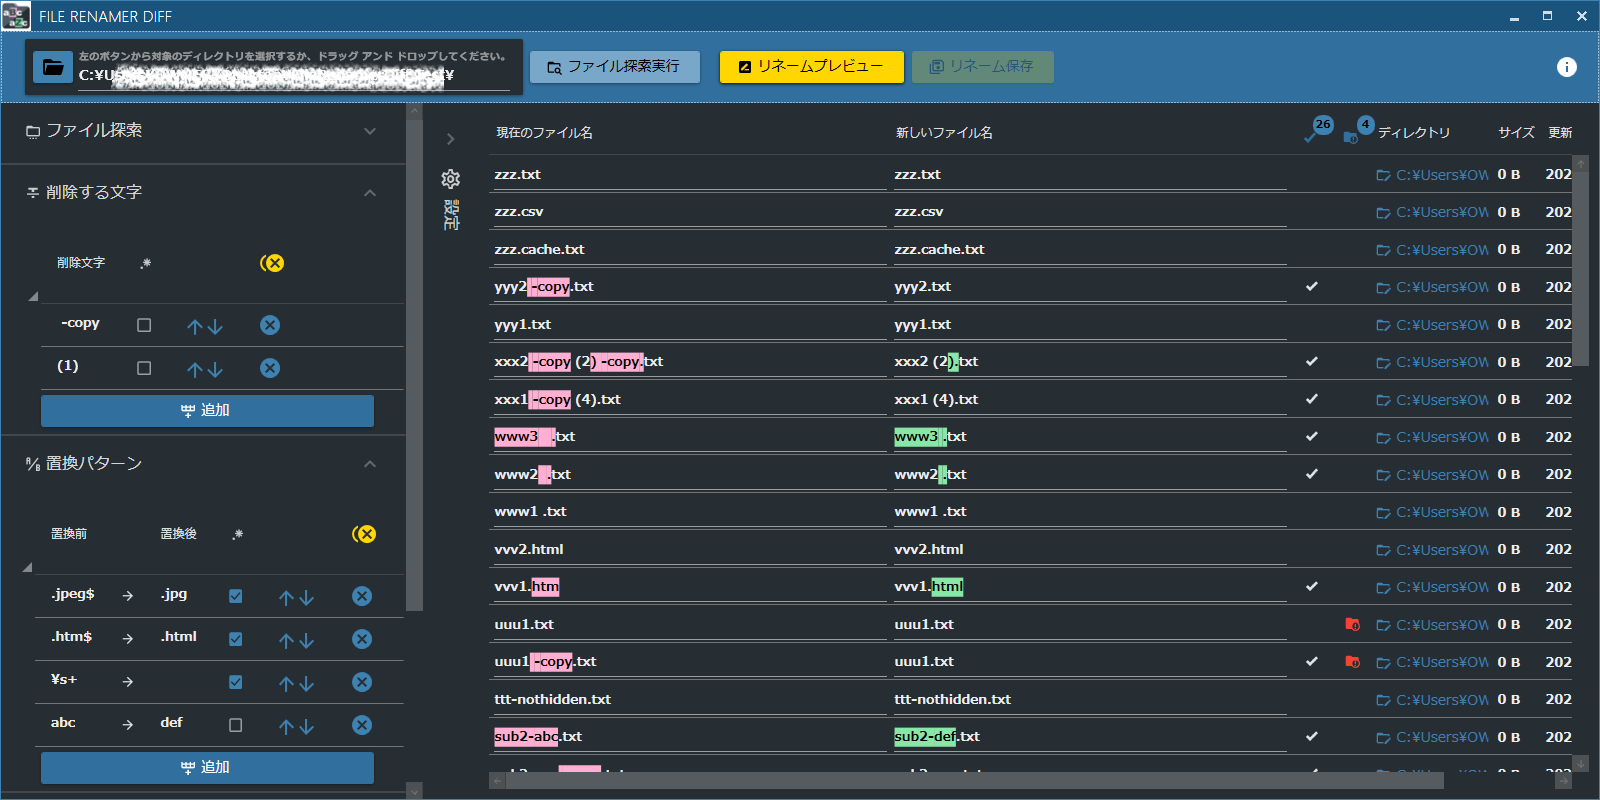 FILE RENAMER DIFF
左のボタンから対象のディレクトリを選択するか、ドラッグ アンド ドロップしてください。
ファイル探索実行
リネームプレビュー
リネーム保存
ファイル探索
削除する文字
削除文字 .*
-copy
(1)
追加
置換パターン
置換前 置換後 .*
.jpeg$ → .jpg
.htm$ → .html
¥s+ →
abc → def
追加
設定
現在のファイル名 新しいファイル名 26 4 ディレクトリ サイズ 更新
zzz.txt zzz.txt C:¥Users¥OW 0 B 202
zzz.csv zzz.csv C:¥Users¥OW 0 B 202
zzz.cache.txt zzz.cache.txt C:¥Users¥OW 0 B 202
yyy2 -copy.txt yyy2.txt C:¥Users¥OW 0 B 202
yyy1.txt yyy1.txt C:¥Users¥OW 0 B 202
xxx2 -copy (2) -copy.txt xxx2 (2).txt C:¥Users¥OW 0 B 202
xxx1 -copy (4).txt xxx1 (4).txt C:¥Users¥OW 0 B 202
www3   .txt www3 .txt C:¥Users¥OW 0 B 202
www2  .txt www2 .txt C:¥Users¥OW 0 B 202
www1 .txt www1 .txt C:¥Users¥OW 0 B 202
vvv2.html vvv2.html C:¥Users¥OW 0 B 202
vvv1.htm vvv1.html C:¥Users¥OW 0 B 202
uuu1.txt uuu1.txt C:¥Users¥OW 0 B 202
uuu1 -copy.txt uuu1.txt C:¥Users¥OW 0 B 202
ttt-nothidden.txt ttt-nothidden.txt C:¥Users¥OW 0 B 202
sub2-abc.txt sub2-def.txt C:¥Users¥OW 0 B 202